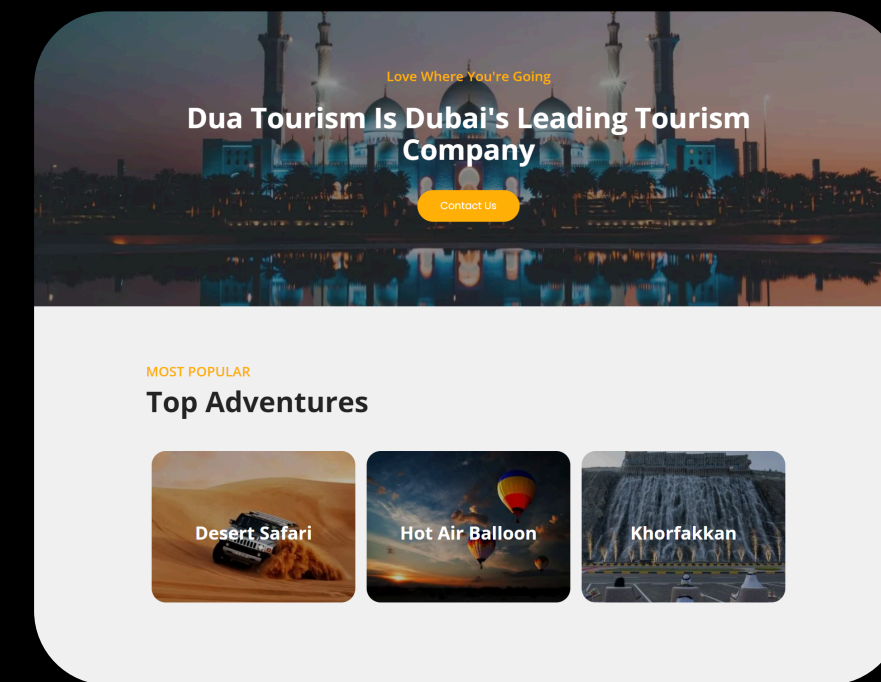 Love Where You're Going
Dua Tourism Is Dubai's Leading Tourism
Company
Contact Us
MOST POPULAR
Top Adventures
Desert Safari
Hot Air Balloon
Khorfakkan